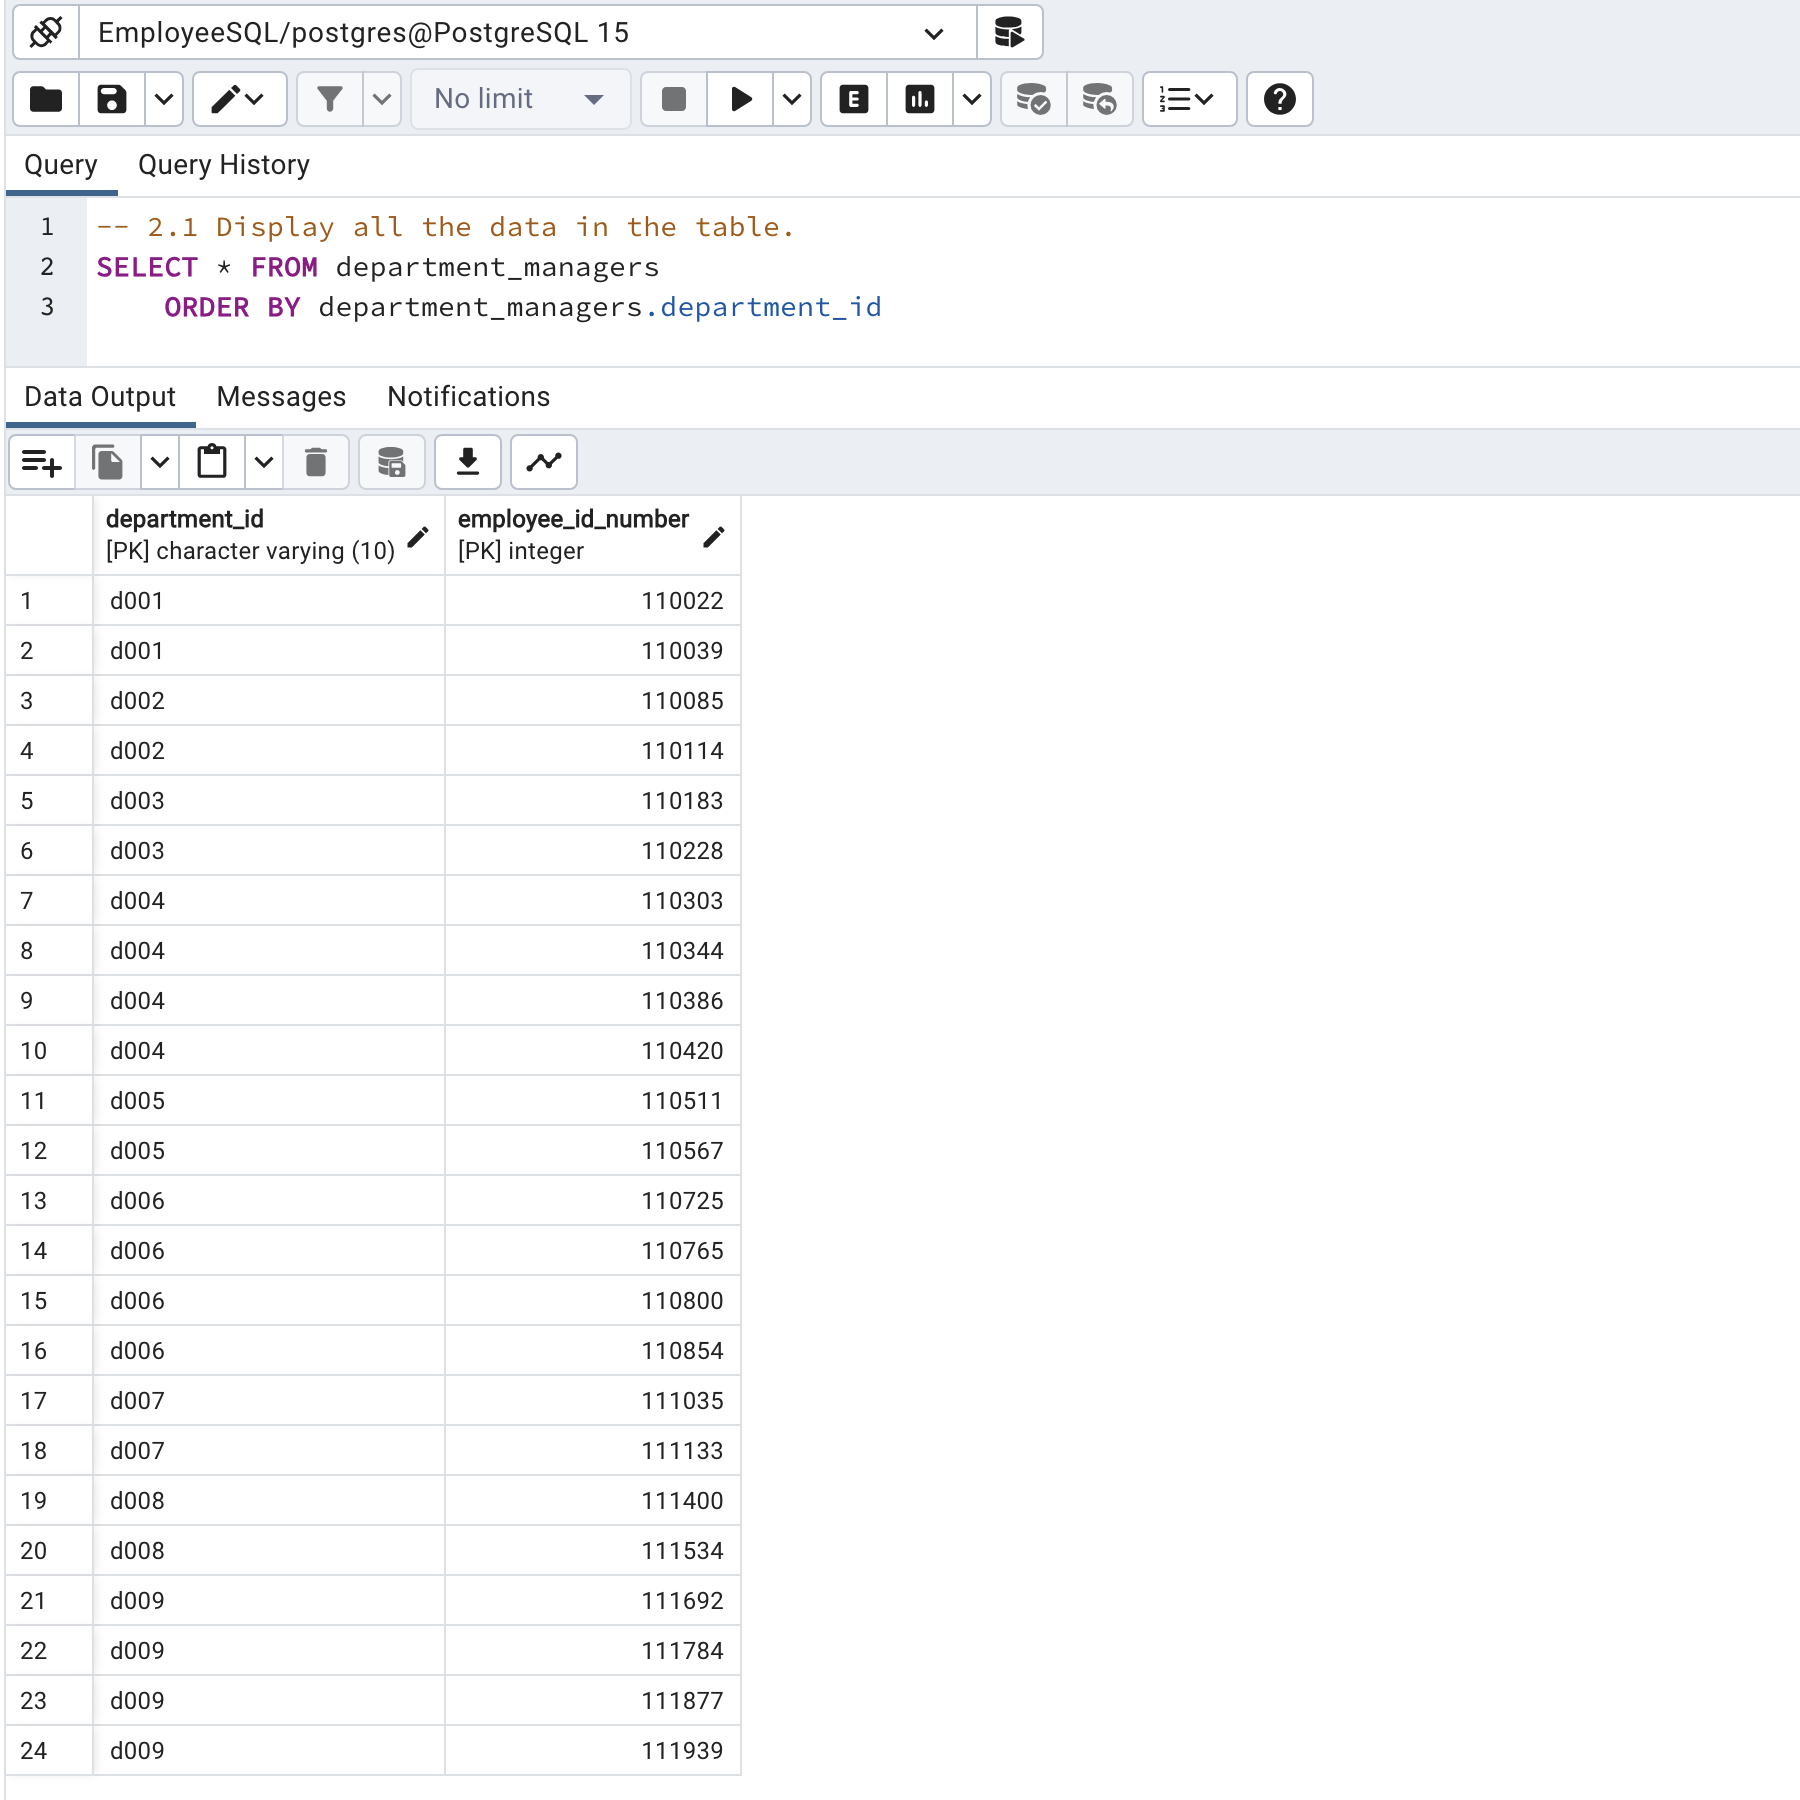 EmployeeSQL/postgres@PostgreSQL 15
No limit
E
Query Query History
1 -- 2.1 Display all the data in the table.
2 SELECT * FROM department_managers
3 ORDER BY department_managers.department_id
Data Output Messages Notifications
department_id employee_id_number
[PK] character varying (10) [PK] integer
1 d001 110022
2 d001 110039
3 d002 110085
4 d002 110114
5 d003 110183
6 d003 110228
7 d004 110303
8 d004 110344
9 d004 110386
10 d004 110420
11 d005 110511
12 d005 110567
13 d006 110725
14 d006 110765
15 d006 110800
16 d006 110854
17 d007 111035
18 d007 111133
19 d008 111400
20 d008 111534
21 d009 111692
22 d009 111784
23 d009 111877
24 d009 111939